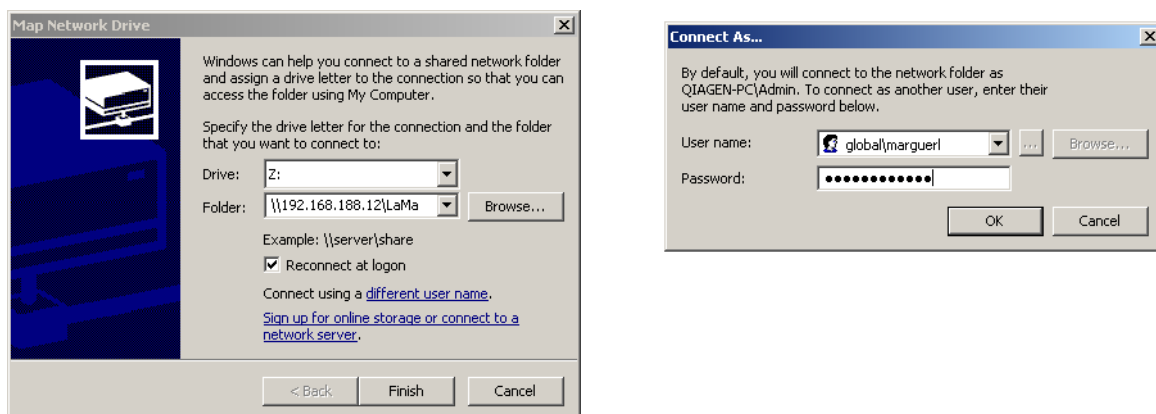 Map Network Drive
Windows can help you connect to a shared network folder
and assign a drive letter to the connection so that you can
access the folder using My Computer.
Specify the drive letter for the connection and the folder
that you want to connect to:
Drive: Z:
Folder: \\192.168.188.12\LaMa Browse...
Example: \\server\share
Reconnect at logon
Connect using a different user name.
Sign up for online storage or connect to a
network server.
< Back Finish Cancel
Connect As...
By default, you will connect to the network folder as
QIAGEN-PC\Admin. To connect as another user, enter their
user name and password below.
User name: global\marguerl ... Browse...
Password: ●●●●●●●●●●●●
OK Cancel